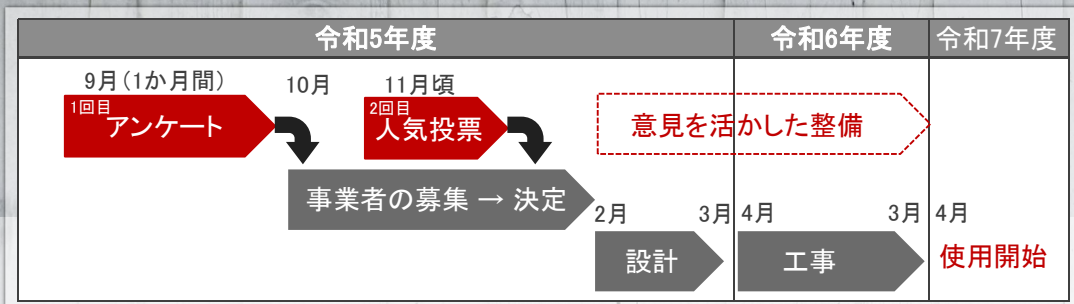 令和5年度
令和6年度
令和7年度
9月（1か月間）
10月
11月頃
1回目
アンケート
2回目
人気投票
意見を活かした整備
事業者の募集 → 決定
2月
3月
4月
3月
4月
設計
工事
使用開始